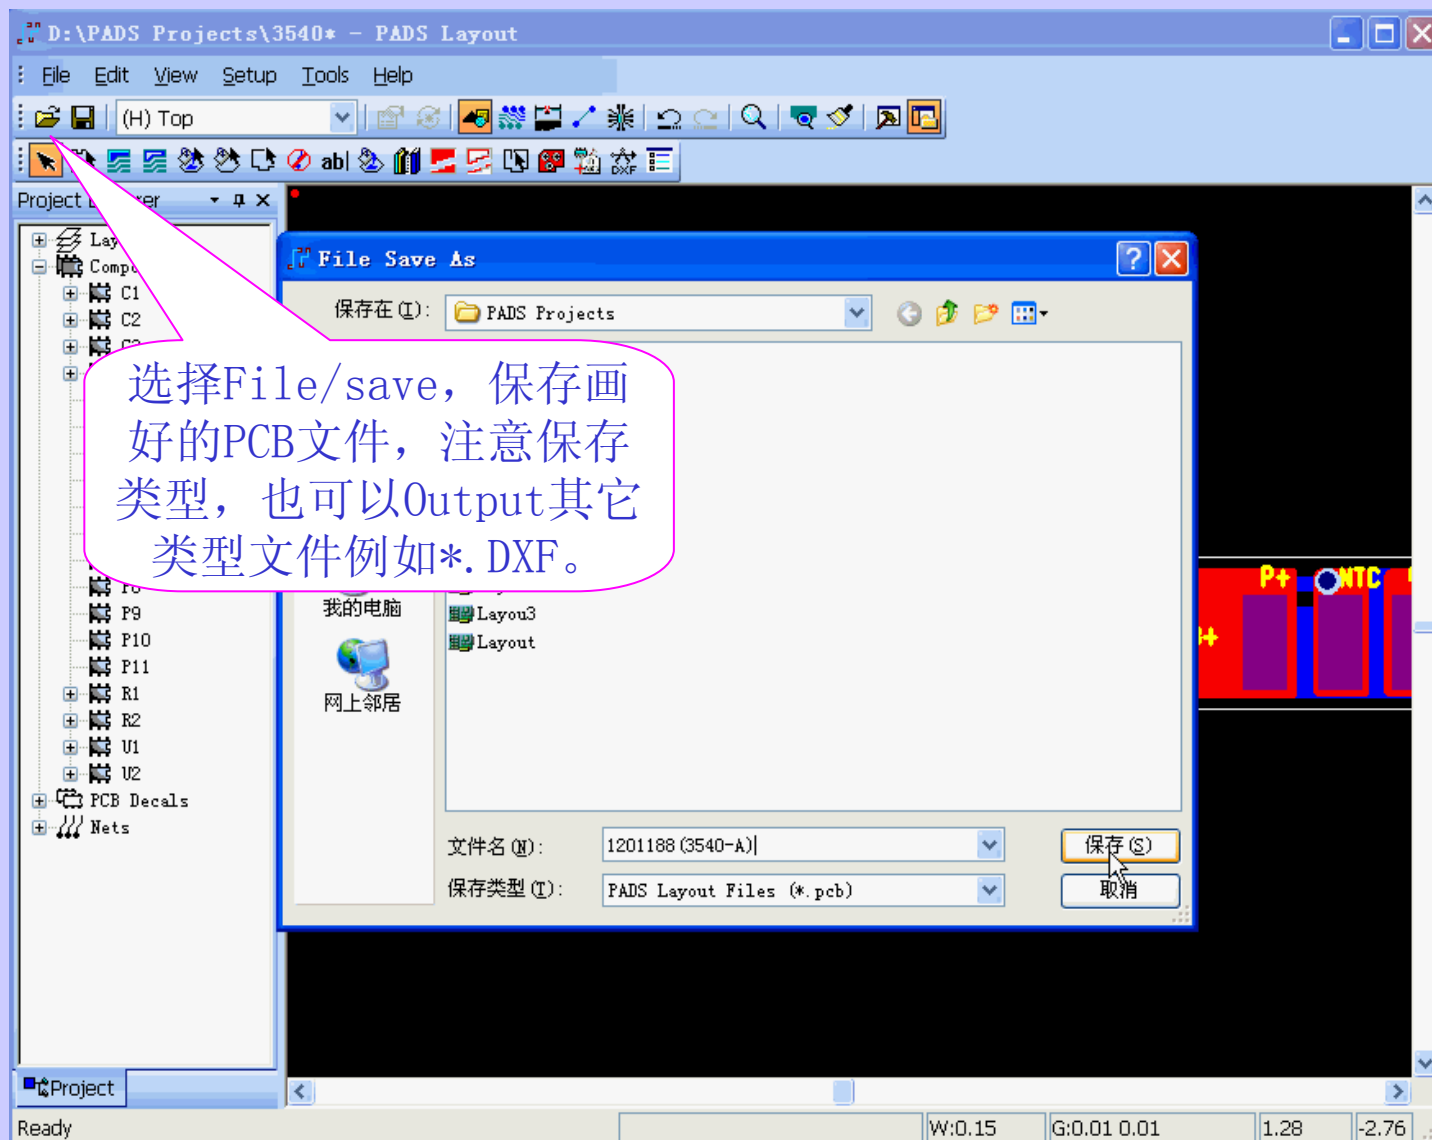 D:\PADS Projects\3540* - PADS Layout
File Edit View Setup Tools Help
(H) Top
ab|
DXF
Project
Lay
Compo
C1
C2
选择File/save，保存画
好的PCB文件，注意保存
类型，也可以Output其它
类型文件例如*.DXF。
P9
P10
P11
R1
R2
U1
U2
PCB Decals
Nets
File Save As
保存在(I):
PADS Projects
我的电脑
网上邻居
Layou3
Layout
文件名(N):
1201188(3540-A)
保存(S)
保存类型(T):
PADS Layout Files (*.pcb)
取消
P+
NTC
Project
Ready
W:0.15
G:0.01 0.01
1.28
-2.76